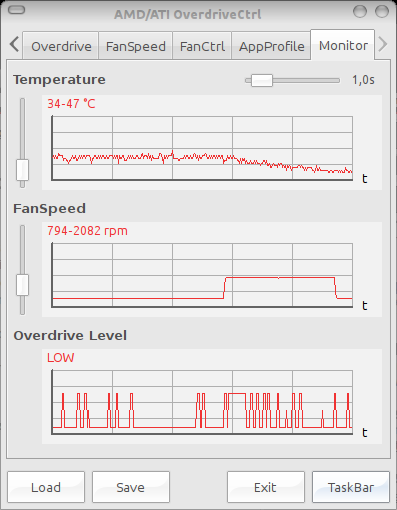 AMD/ATI OverdriveCtrl
Overdrive FanSpeed FanCtrl AppProfile Monitor
Temperature 1,0s
34-47 °C
t
FanSpeed
794-2082 rpm
t
Overdrive Level
LOW
t
Load Save Exit TaskBar